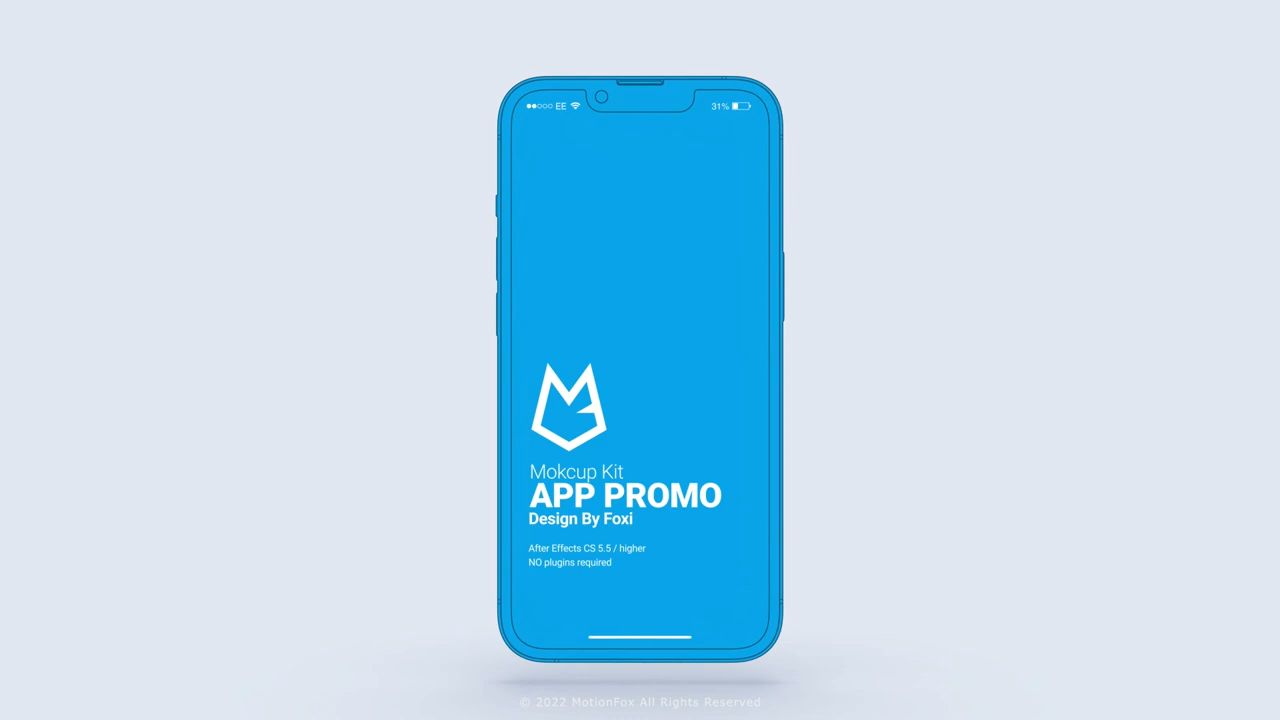 EE
31%
Mokcup Kit
APP PROMO
Design By Foxi
After Effects CS 5.5 / higher
NO plugins required
© 2022 MotionFox All Rights Reserved